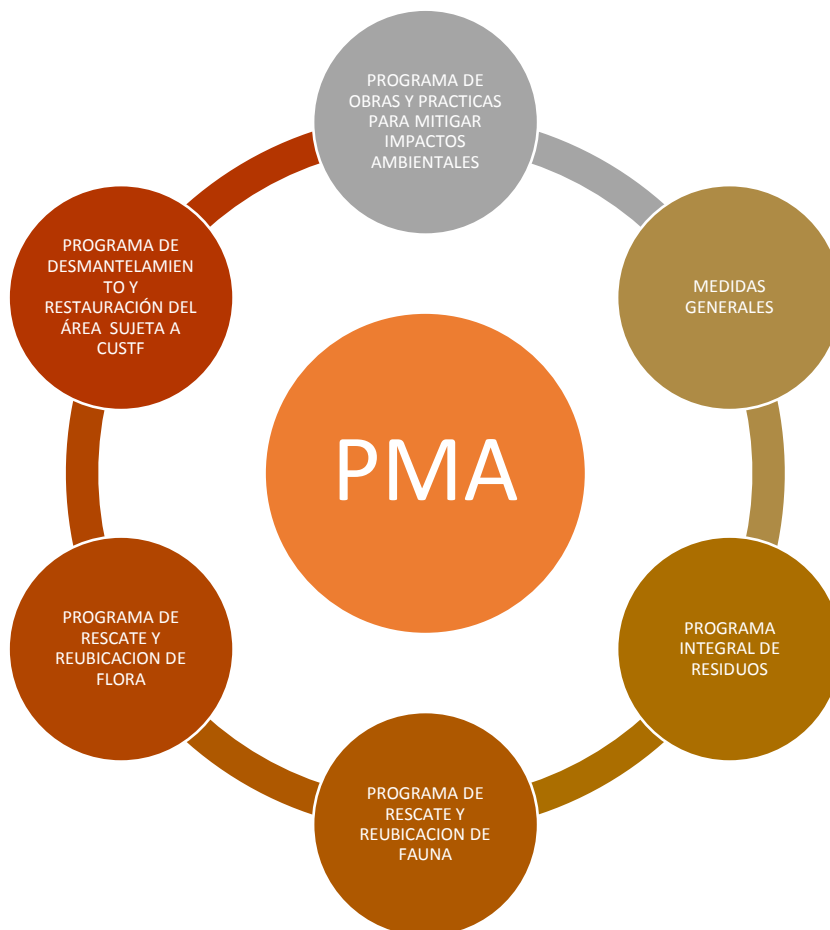 PROGRAMA DE
OBRAS Y PRACTICAS
PARA MITIGAR
IMPACTOS
AMBIENTALES
MEDIDAS
GENERALES
PROGRAMA
INTEGRAL DE
RESIDUOS
PROGRAMA DE
RESCATE Y
REUBICACION DE
FAUNA
PROGRAMA DE
RESCATE Y
REUBICACION DE
FLORA
PROGRAMA DE
DESMANTELAMIEN
TO Y
RESTAURACIÓN DEL
ÁREA  SUJETA A
CUSTF
PMA